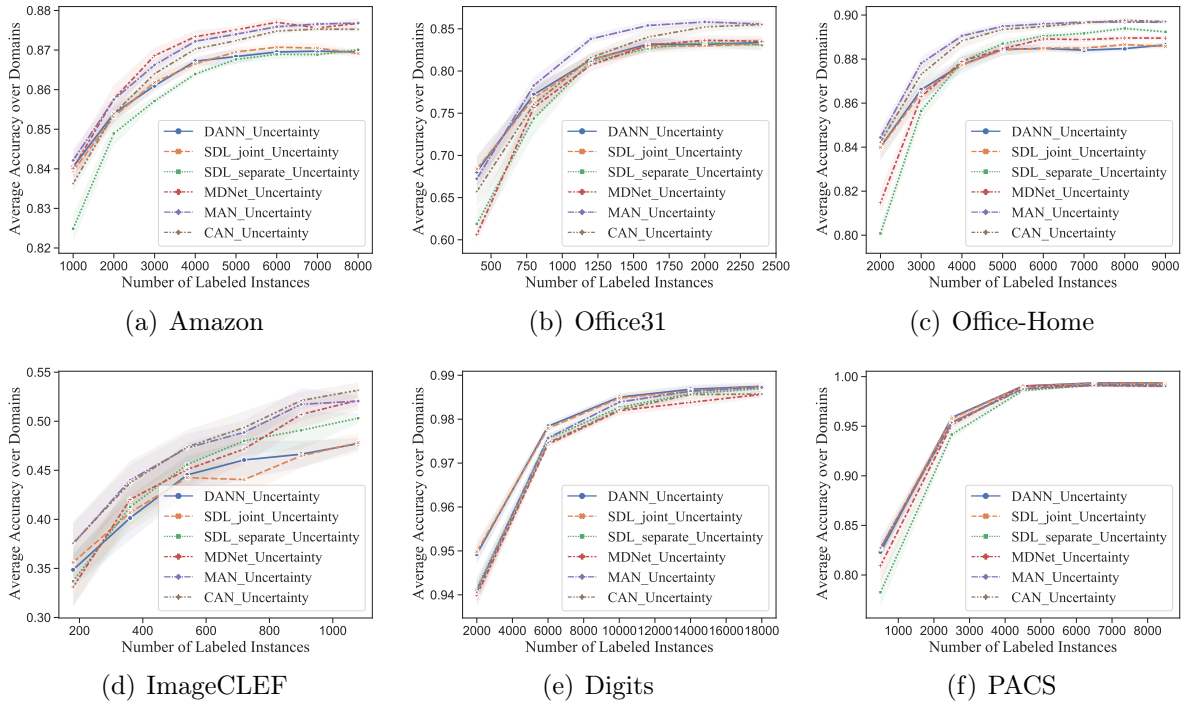 0.88
0.87
0.86
0.85
0.84
0.83
0.82
Average Accuracy over Domains
DANN_Uncertainty
SDL_joint_Uncertainty
SDL_separate_Uncertainty
MDNet_Uncertainty
MAN_Uncertainty
CAN_Uncertainty
1000 2000 3000 4000 5000 6000 7000 8000
Number of Labeled Instances
(a) Amazon
0.85
0.80
0.75
0.70
0.65
0.60
Average Accuracy over Domains
DANN_Uncertainty
SDL_joint_Uncertainty
SDL_separate_Uncertainty
MDNet_Uncertainty
MAN_Uncertainty
CAN_Uncertainty
500 750 1000 1250 1500 1750 2000 2250 2500
Number of Labeled Instances
(b) Office31
0.90
0.88
0.86
0.84
0.82
0.80
Average Accuracy over Domains
DANN_Uncertainty
SDL_joint_Uncertainty
SDL_separate_Uncertainty
MDNet_Uncertainty
MAN_Uncertainty
CAN_Uncertainty
2000 3000 4000 5000 6000 7000 8000 9000
Number of Labeled Instances
(c) Office-Home
0.55
0.50
0.45
0.40
0.35
0.30
Average Accuracy over Domains
DANN_Uncertainty
SDL_joint_Uncertainty
SDL_separate_Uncertainty
MDNet_Uncertainty
MAN_Uncertainty
CAN_Uncertainty
200 400 600 800 1000
Number of Labeled Instances
(d) ImageCLEF
0.99
0.98
0.97
0.96
0.95
0.94
Average Accuracy over Domains
DANN_Uncertainty
SDL_joint_Uncertainty
SDL_separate_Uncertainty
MDNet_Uncertainty
MAN_Uncertainty
CAN_Uncertainty
2000 4000 6000 8000 10000 12000 14000 16000 18000
Number of Labeled Instances
(e) Digits
1.00
0.95
0.90
0.85
0.80
Average Accuracy over Domains
DANN_Uncertainty
SDL_joint_Uncertainty
SDL_separate_Uncertainty
MDNet_Uncertainty
MAN_Uncertainty
CAN_Uncertainty
1000 2000 3000 4000 5000 6000 7000 8000
Number of Labeled Instances
(f) PACS